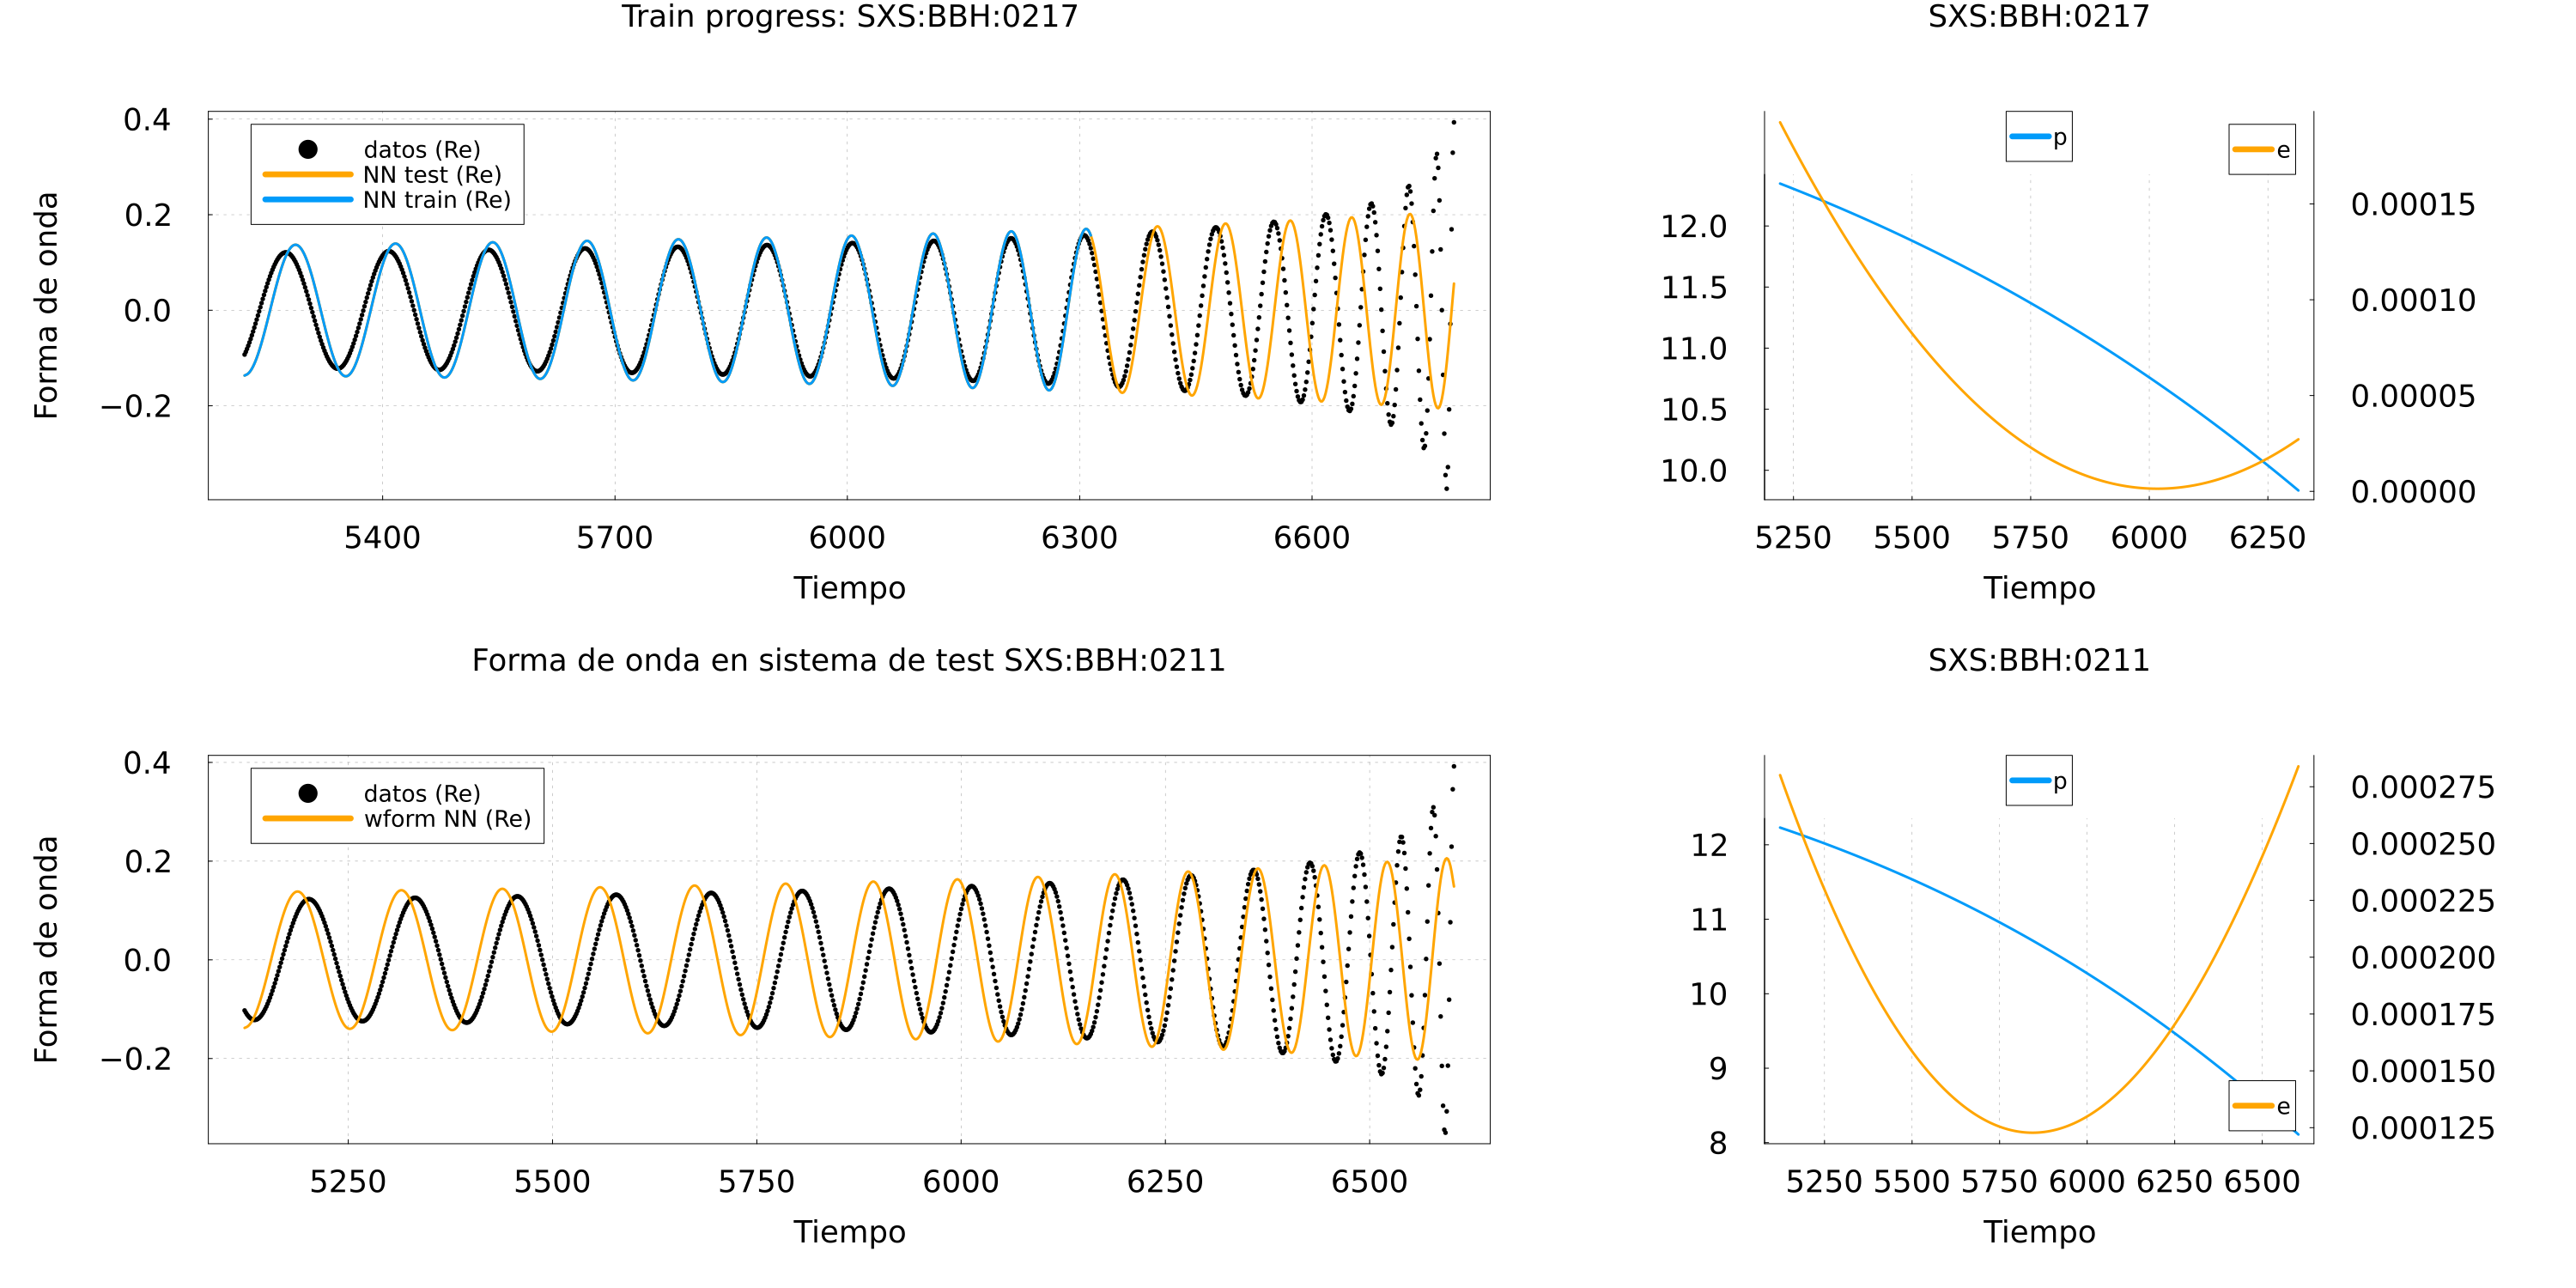 Train progress: SXS:BBH:0217
datos (Re)
NN test (Re)
NN train (Re)
Forma de onda
0.4
0.2
0.0
−0.2
5400 5700 6000 6300 6600
Tiempo
SXS:BBH:0217
p
e
12.0
11.5
11.0
10.5
10.0
0.00015
0.00010
0.00005
0.00000
5250 5500 5750 6000 6250
Tiempo
Forma de onda en sistema de test SXS:BBH:0211
datos (Re)
wform NN (Re)
Forma de onda
0.4
0.2
0.0
−0.2
5250 5500 5750 6000 6250 6500
Tiempo
SXS:BBH:0211
p
e
12
11
10
9
8
0.000275
0.000250
0.000225
0.000200
0.000175
0.000150
0.000125
5250 5500 5750 6000 6250 6500
Tiempo